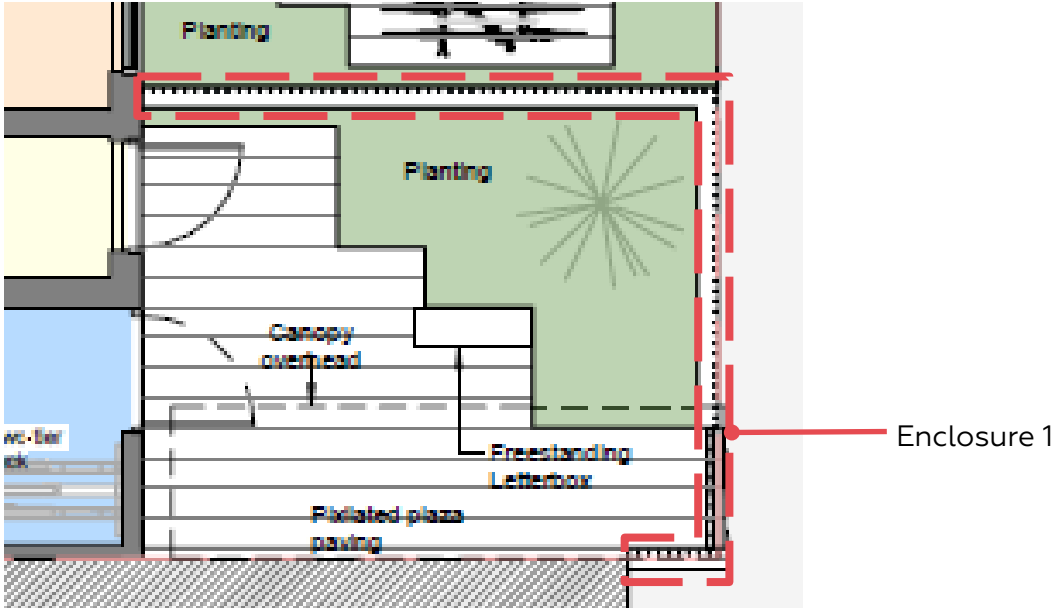 Planting
Planting
Canopy
overhead
Enclosure 1
Freestanding
Letterbox
Pixilated plaza
paving